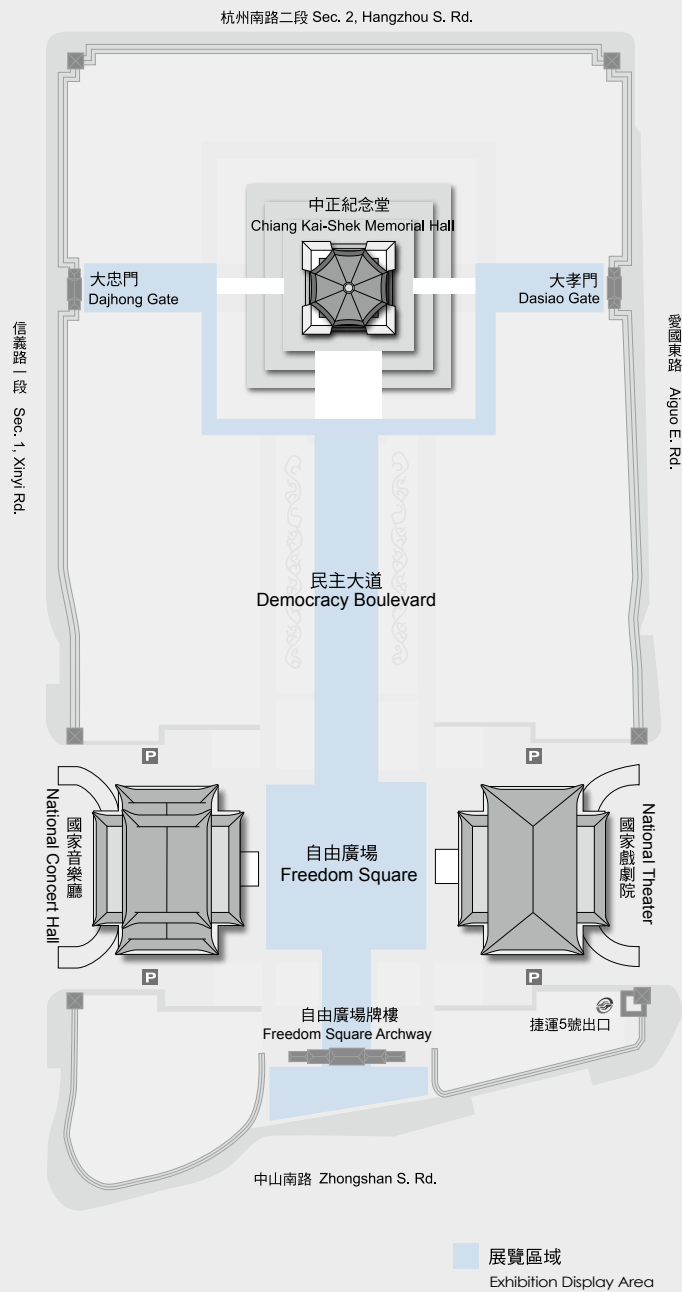 杭州南路二段 Sec. 2, Hangzhou S. Rd.
中正紀念堂
Chiang Kai-Shek Memorial Hall
大忠門
Dajhong Gate
大孝門
Dasiao Gate
信義路一段 Sec. 1, Xinyi Rd.
愛國東路 Aiguo E. Rd.
民主大道
Democracy Boulevard
P
P
國家音樂廳
National Concert Hall
自由廣場
Freedom Square
National Theater
國家戲劇院
P
P
自由廣場牌樓
Freedom Square Archway
捷運5號出口
中山南路 Zhongshan S. Rd.
展覽區域
Exhibition Display Area